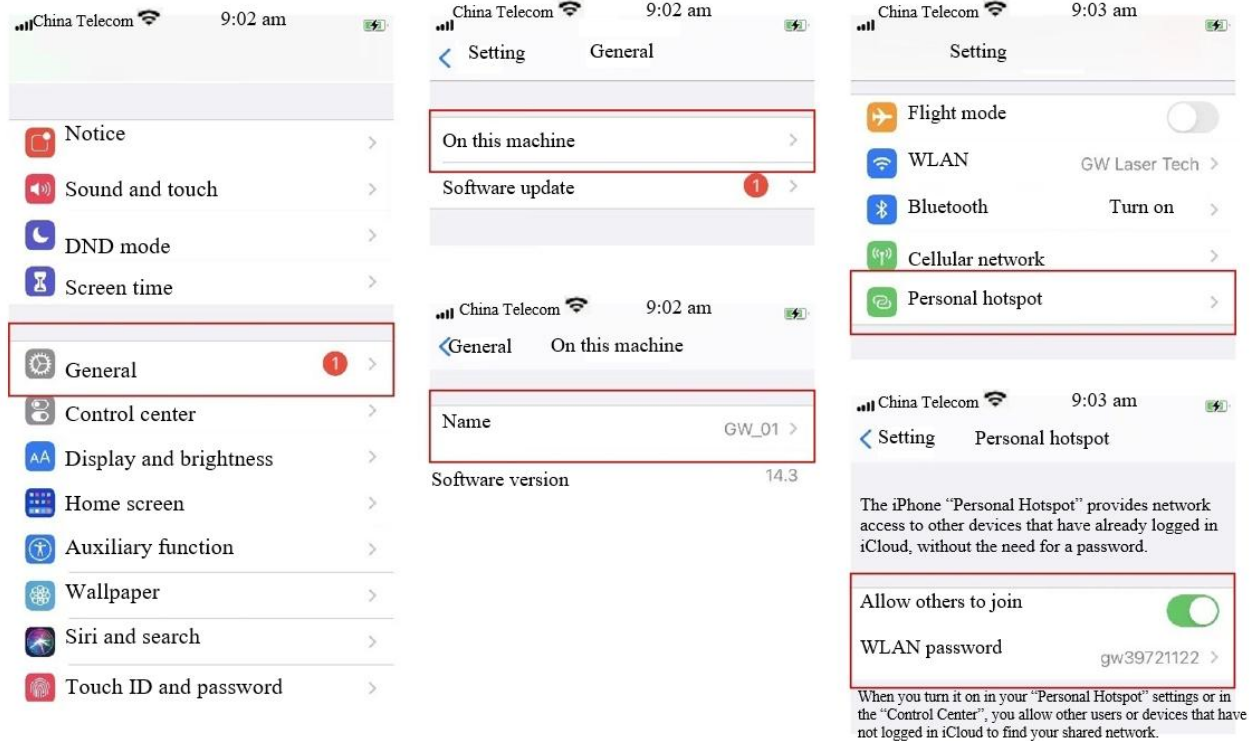 China Telecom 9:02 am
Notice
Sound and touch
DND mode
Screen time
General 1
Control center
AA Display and brightness
Home screen
Auxiliary function
Wallpaper
Siri and search
Touch ID and password
China Telecom 9:02 am
Setting General
On this machine
Software update 1
China Telecom 9:02 am
General On this machine
Name GW_01
Software version 14.3
China Telecom 9:03 am
Setting
Flight mode
WLAN GW Laser Tech
Bluetooth Turn on
Cellular network
Personal hotspot
China Telecom 9:03 am
Setting Personal hotspot
The iPhone “Personal Hotspot” provides network
access to other devices that have already logged in
iCloud, without the need for a password.
Allow others to join
WLAN password gw39721122
When you turn it on in your “Personal Hotspot” settings or in
the “Control Center”, you allow other users or devices that have
not logged in iCloud to find your shared network.